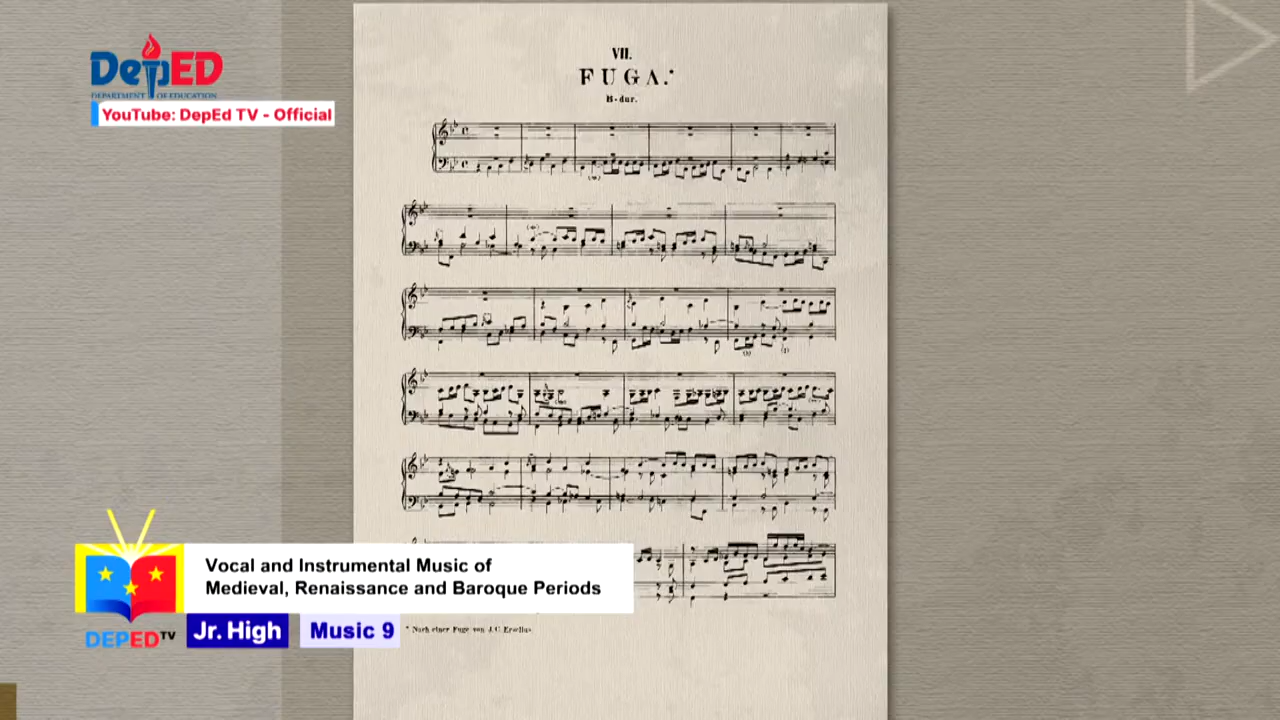 DepED
DEPARTMENT OF EDUCATION
YouTube: DepEd TV - Official
VII.
FUGA.*
B-dur.
Vocal and Instrumental Music of
Medieval, Renaissance and Baroque Periods
DEPED TV
Jr. High
Music 9
* Nach einer Fuge von J. C. Erselius.